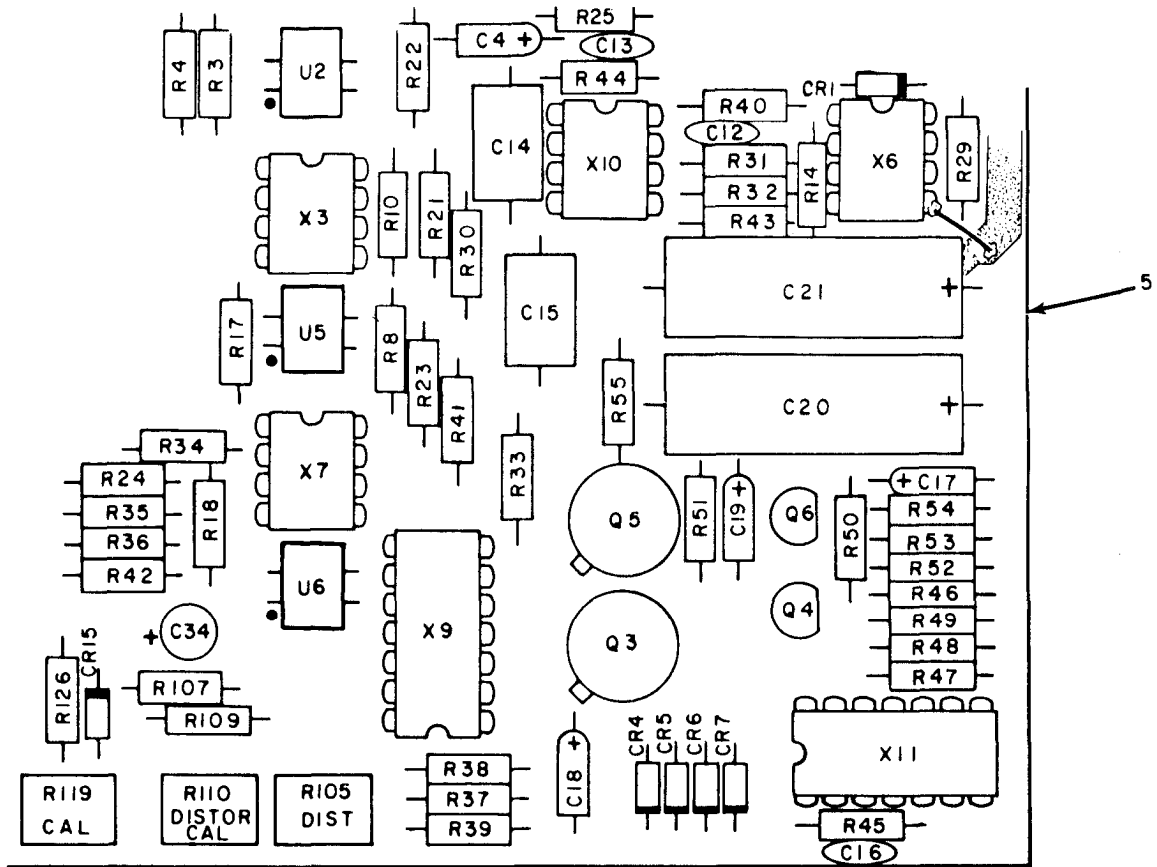 R25
C4 +
C13
R4
R3
U2
R22
R44
CR1
R40
C12
C14
X10
R31
R14
X6
R29
R32
R43
X3
R10
R21
R30
C21 +
5
C15
R17
U5
R8
R23
R41
R55
C20 +
R34
R24
R35
R36
R42
R18
X7
R33
Q5
R51
C19 +
Q6
R50
+ C17
R54
R53
R52
R46
R49
R48
R47
U6
X9
Q4
Q3
+ C34
CR15
R126
R107
R109
C18 +
CR4
CR5
CR6
CR7
X11
R119
CAL
R110
DISTOR
CAL
R105
DIST
R38
R37
R39
R45
C16